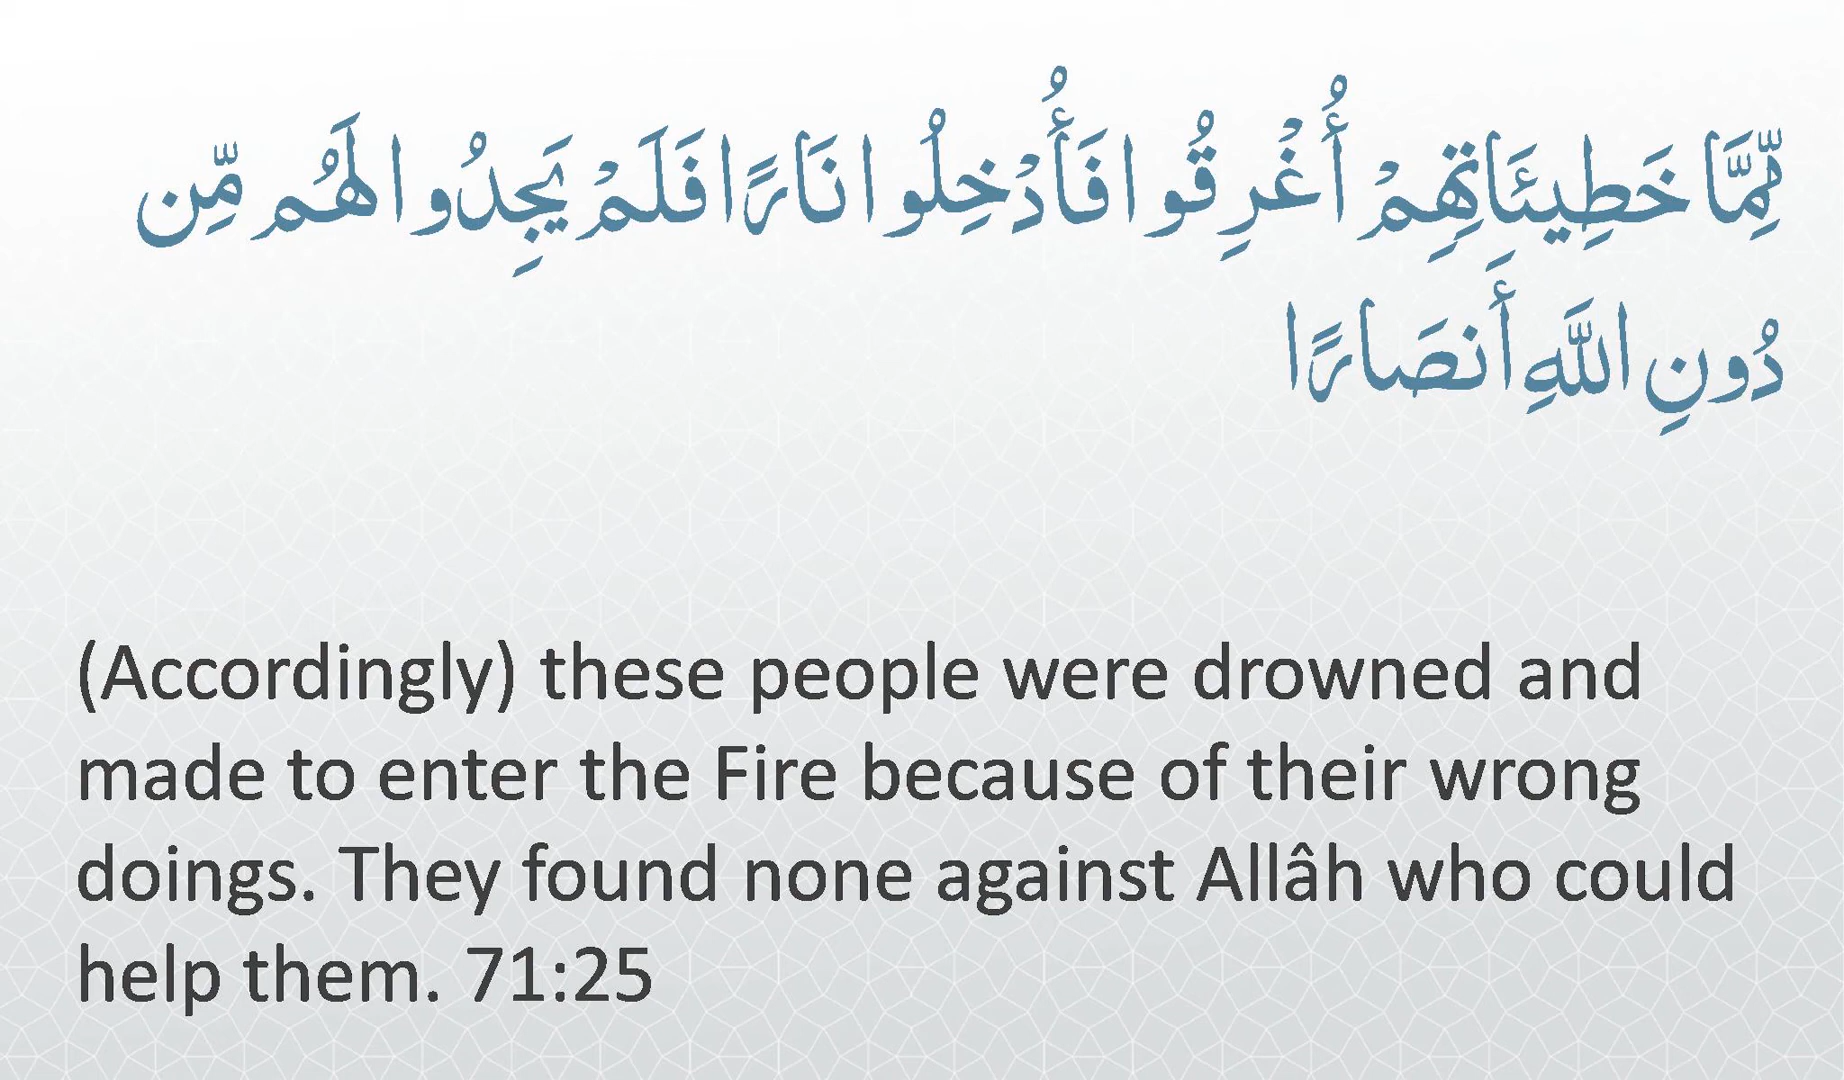 مِّمَّا خَطِيئَاتِهِمْ أُغْرِقُوا فَأُدْخِلُوا نَارًا فَلَمْ يَجِدُوا لَهُم مِّن
دُونِ اللَّهِ أَنصَارًا
(Accordingly) these people were drowned and
made to enter the Fire because of their wrong
doings. They found none against Allâh who could
help them. 71:25